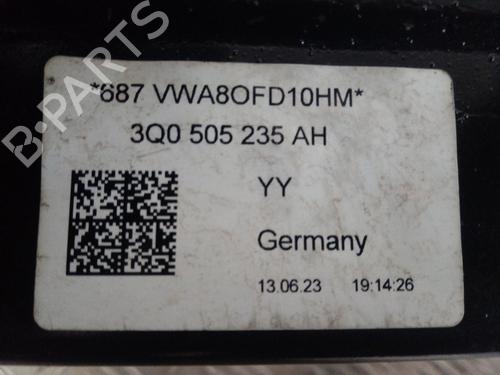 *687 VWA8OFD10HM*
3Q0 505 235 AH
YY
Germany
13.06.23 19:14:26
B-PARTS